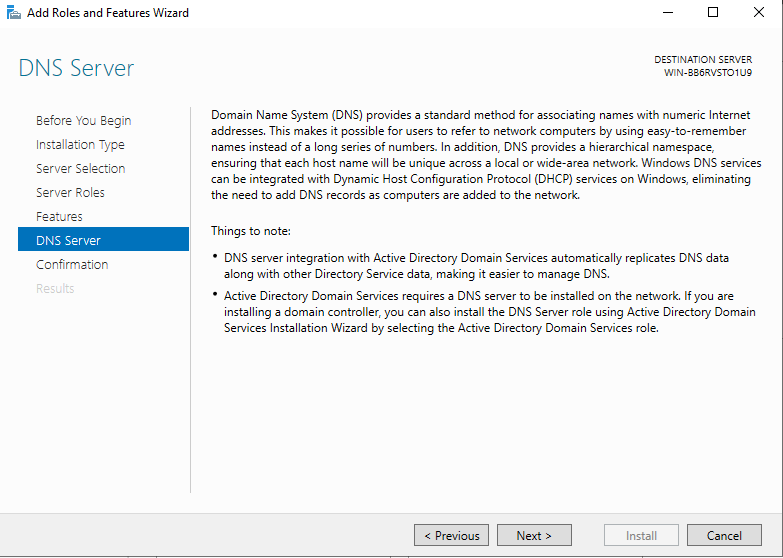 Add Roles and Features Wizard
DNS Server
DESTINATION SERVER
WIN-BB6RVSTO1U9
Before You Begin
Installation Type
Server Selection
Server Roles
Features
DNS Server
Confirmation
Results
Domain Name System (DNS) provides a standard method for associating names with numeric Internet
addresses. This makes it possible for users to refer to network computers by using easy-to-remember
names instead of a long series of numbers. In addition, DNS provides a hierarchical namespace,
ensuring that each host name will be unique across a local or wide-area network. Windows DNS services
can be integrated with Dynamic Host Configuration Protocol (DHCP) services on Windows, eliminating
the need to add DNS records as computers are added to the network.
Things to note:
• DNS server integration with Active Directory Domain Services automatically replicates DNS data
along with other Directory Service data, making it easier to manage DNS.
• Active Directory Domain Services requires a DNS server to be installed on the network. If you are
installing a domain controller, you can also install the DNS Server role using Active Directory Domain
Services Installation Wizard by selecting the Active Directory Domain Services role.
< Previous
Next >
Install
Cancel